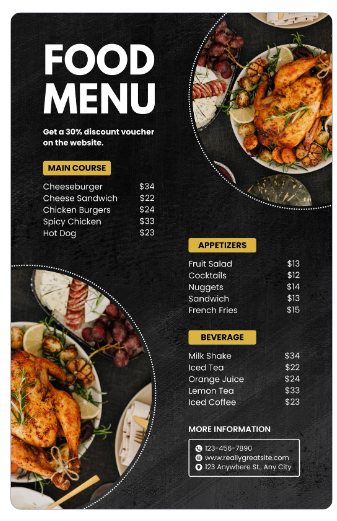 FOOD
MENU
Get a 30% discount voucher
on the website.
MAIN COURSE
Cheeseburger $34
Cheese Sandwich $22
Chicken Burgers $24
Spicy Chicken $33
Hot Dog $23
APPETIZERS
Fruit Salad $13
Cocktails $12
Nuggets $14
Sandwich $13
French Fries $15
BEVERAGE
Milk Shake $34
Iced Tea $22
Orange Juice $24
Lemon Tea $33
Iced Coffee $23
MORE INFORMATION
123-456-7890
www.reallygreatsite.com
123 Anywhere St., Any City